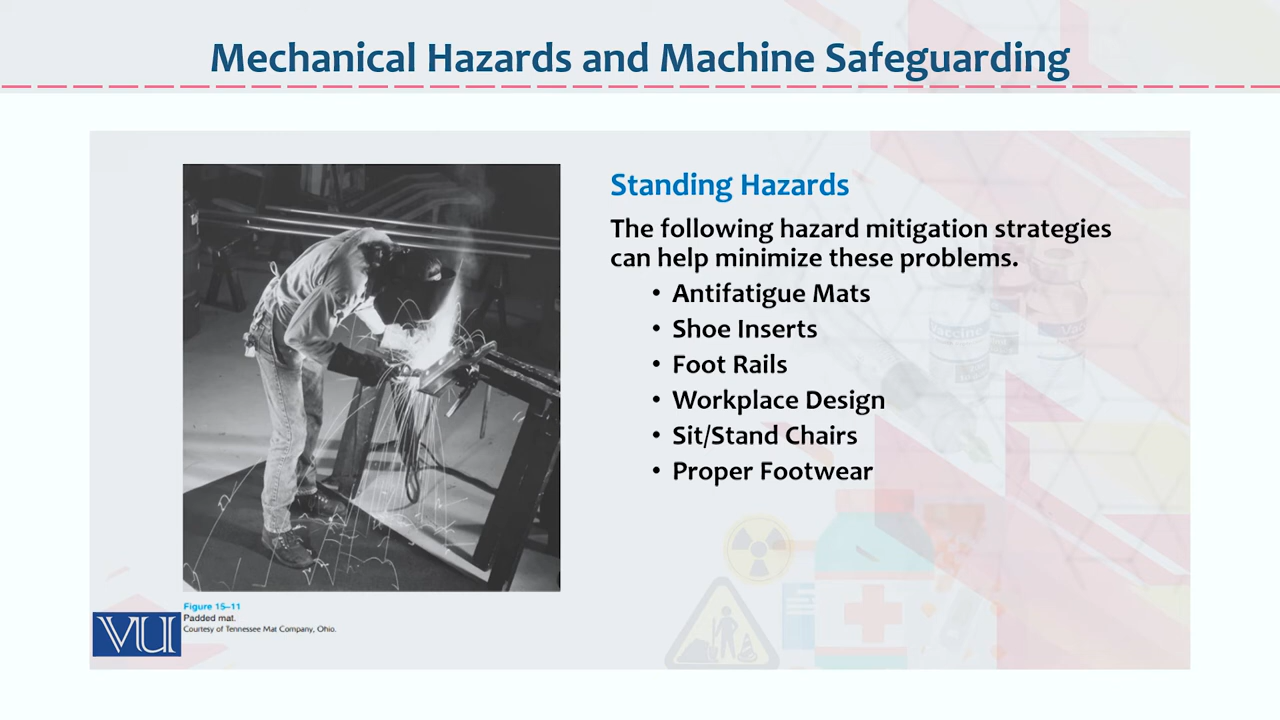 Mechanical Hazards and Machine Safeguarding
Standing Hazards
The following hazard mitigation strategies
can help minimize these problems.
• Antifatigue Mats
• Shoe Inserts
• Foot Rails
• Workplace Design
• Sit/Stand Chairs
• Proper Footwear
Figure 15–11
Padded mat.
Courtesy of Tennessee Mat Company, Ohio.
VU
Vaccine